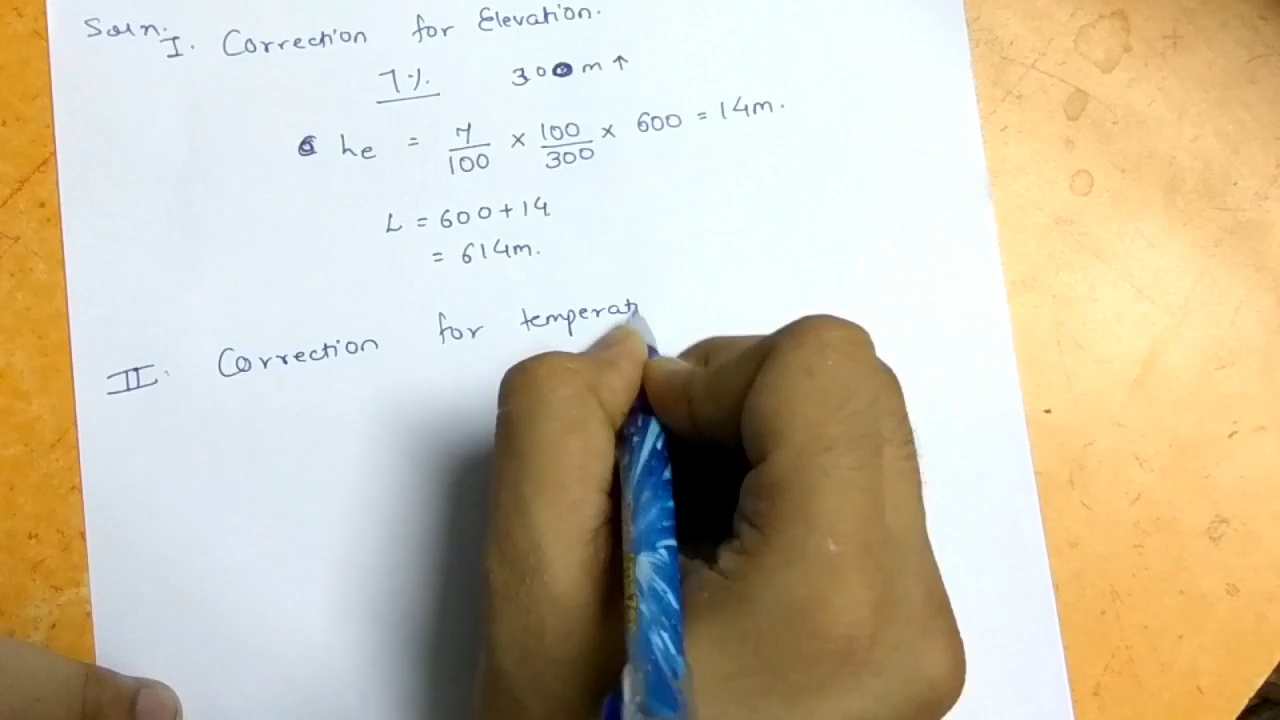 Soln.
I. Correction for Elevation.
7% 300m ↑
he = 7/100 × 100/300 × 600 = 14m.
L = 600+14
= 614m.
II. Correction for temperat